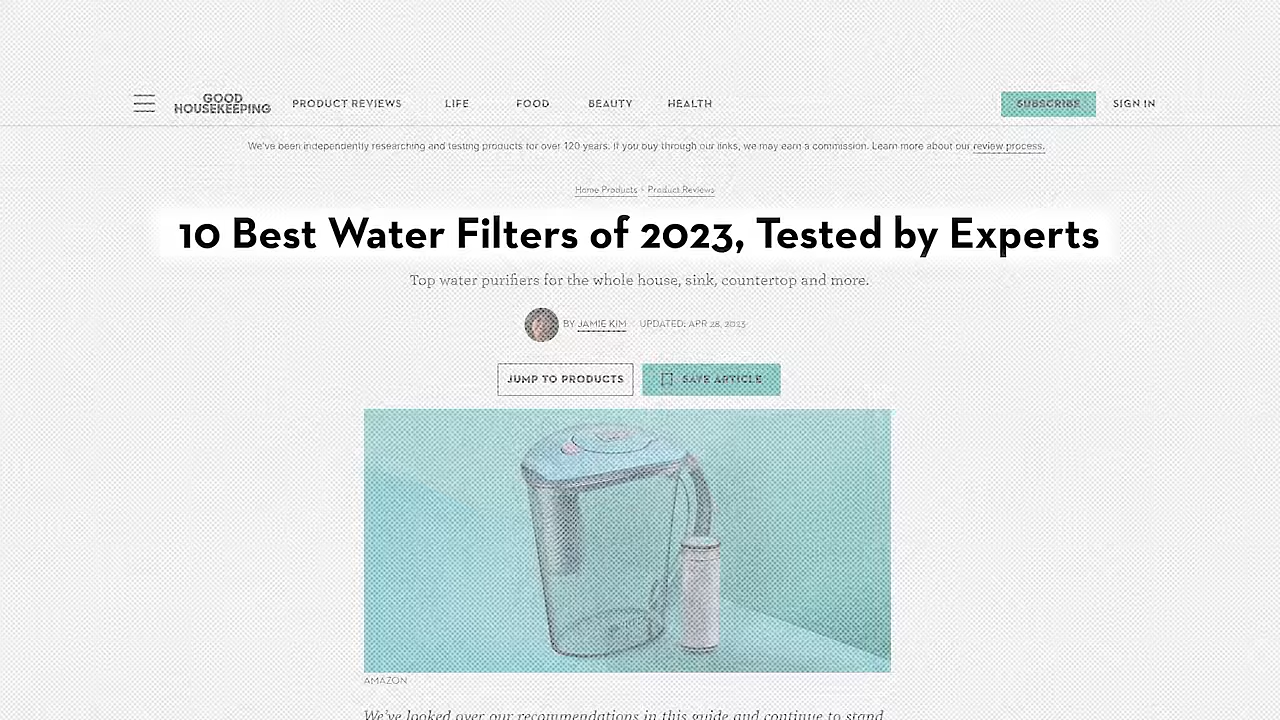 GOOD
HOUSEKEEPING
PRODUCT REVIEWS LIFE FOOD BEAUTY HEALTH SUBSCRIBE SIGN IN
We've been independently researching and testing products for over 120 years. If you buy through our links, we may earn a commission. Learn more about our review process.
Home Products › Product Reviews
10 Best Water Filters of 2023, Tested by Experts
Top water purifiers for the whole house, sink, countertop and more.
BY JAMIE KIM UPDATED: APR 28, 2023
JUMP TO PRODUCTS SAVE ARTICLE
AMAZON
We've looked over our recommendations in this guide and continue to stand